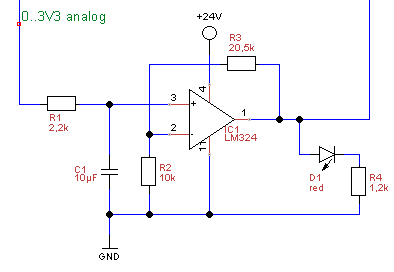 0..3V3 analog
+24V
R3
20,5k
4
3
1
R1
2,2k
+
2
-
IC1
LM324
11
C1
10µF
R2
10k
D1
red
R4
1,2k
GND